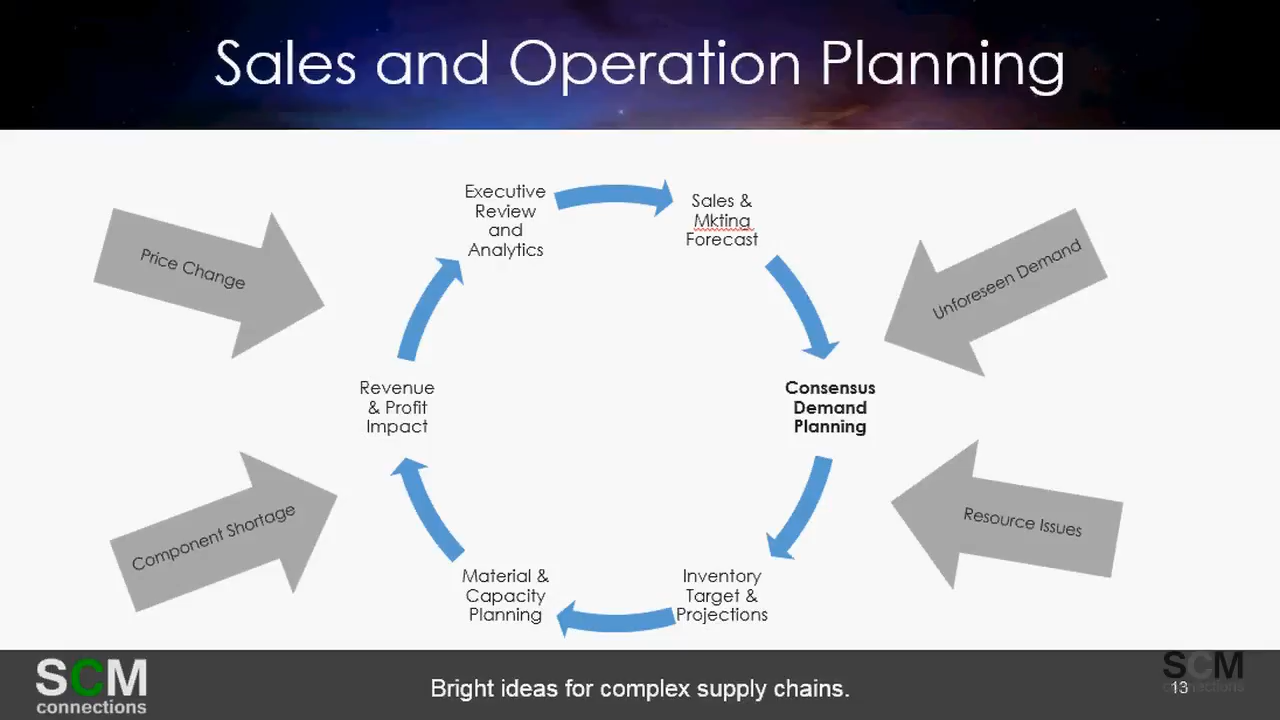 Sales and Operation Planning
Executive
Review
and
Analytics
Sales &
Mkting
Forecast
Price Change
Unforeseen Demand
Revenue
& Profit
Impact
Consensus
Demand
Planning
Component Shortage
Resource Issues
Material &
Capacity
Planning
Inventory
Target &
Projections
SCM
connections
Bright ideas for complex supply chains.
SCM
connections
13